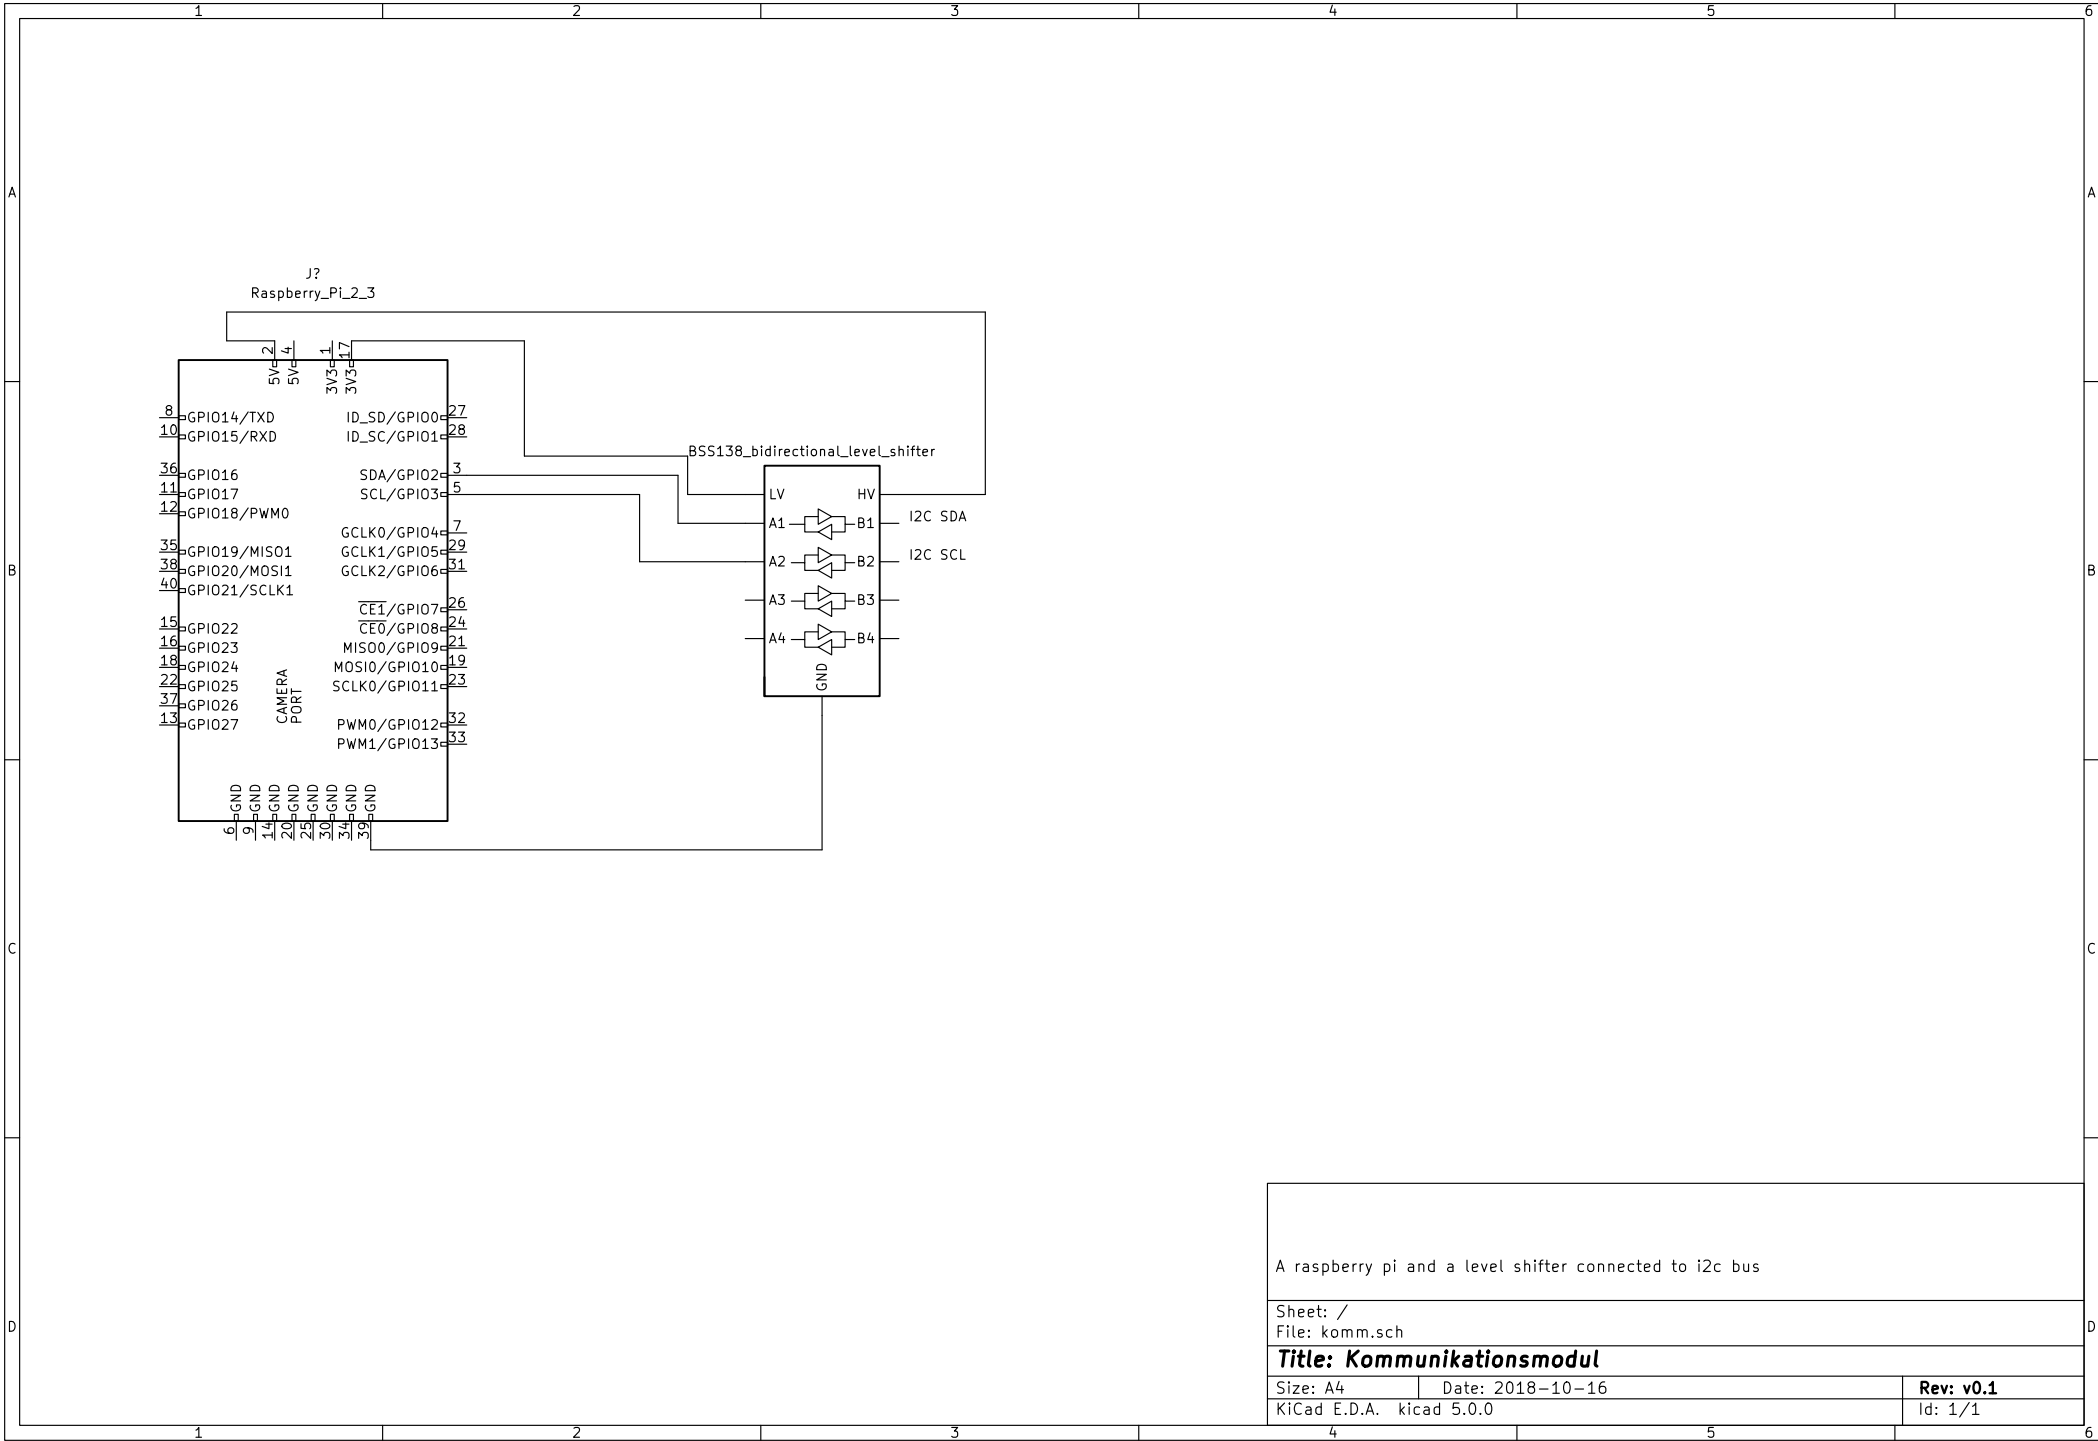 1 2 3 4 5 6
A A
J?
Raspberry_Pi_2_3
2 4 1 17
5V 5V 3V3 3V3
8 GPIO14/TXD ID_SD/GPIO0 27
10 GPIO15/RXD ID_SC/GPIO1 28
BSS138_bidirectional_level_shifter
36 GPIO16 SDA/GPIO2 3
11 GPIO17 SCL/GPIO3 5
LV HV
12 GPIO18/PWM0
A1 B1 I2C SDA
GCLK0/GPIO4 7
35 GPIO19/MISO1 GCLK1/GPIO5 29
A2 B2 I2C SCL
B 38 GPIO20/MOSI1 GCLK2/GPIO6 31 B
40 GPIO21/SCLK1
A3 B3
CE1/GPIO7 26
15 GPIO22 CE0/GPIO8 24
A4 B4
16 GPIO23 MISO0/GPIO9 21
18 GPIO24 MOSI0/GPIO10 19
GND
22 GPIO25 SCLK0/GPIO11 23
37 GPIO26
CAMERA
PORT
13 GPIO27 PWM0/GPIO12 32
PWM1/GPIO13 33
GND GND GND GND GND GND GND GND
6 9 14 20 25 30 34 39
C C
A raspberry pi and a level shifter connected to i2c bus
Sheet: /
D D
File: komm.sch
Title: Kommunikationsmodul
Size: A4 Date: 2018-10-16 Rev: v0.1
KiCad E.D.A. kicad 5.0.0 Id: 1/1
1 2 3 4 5 6